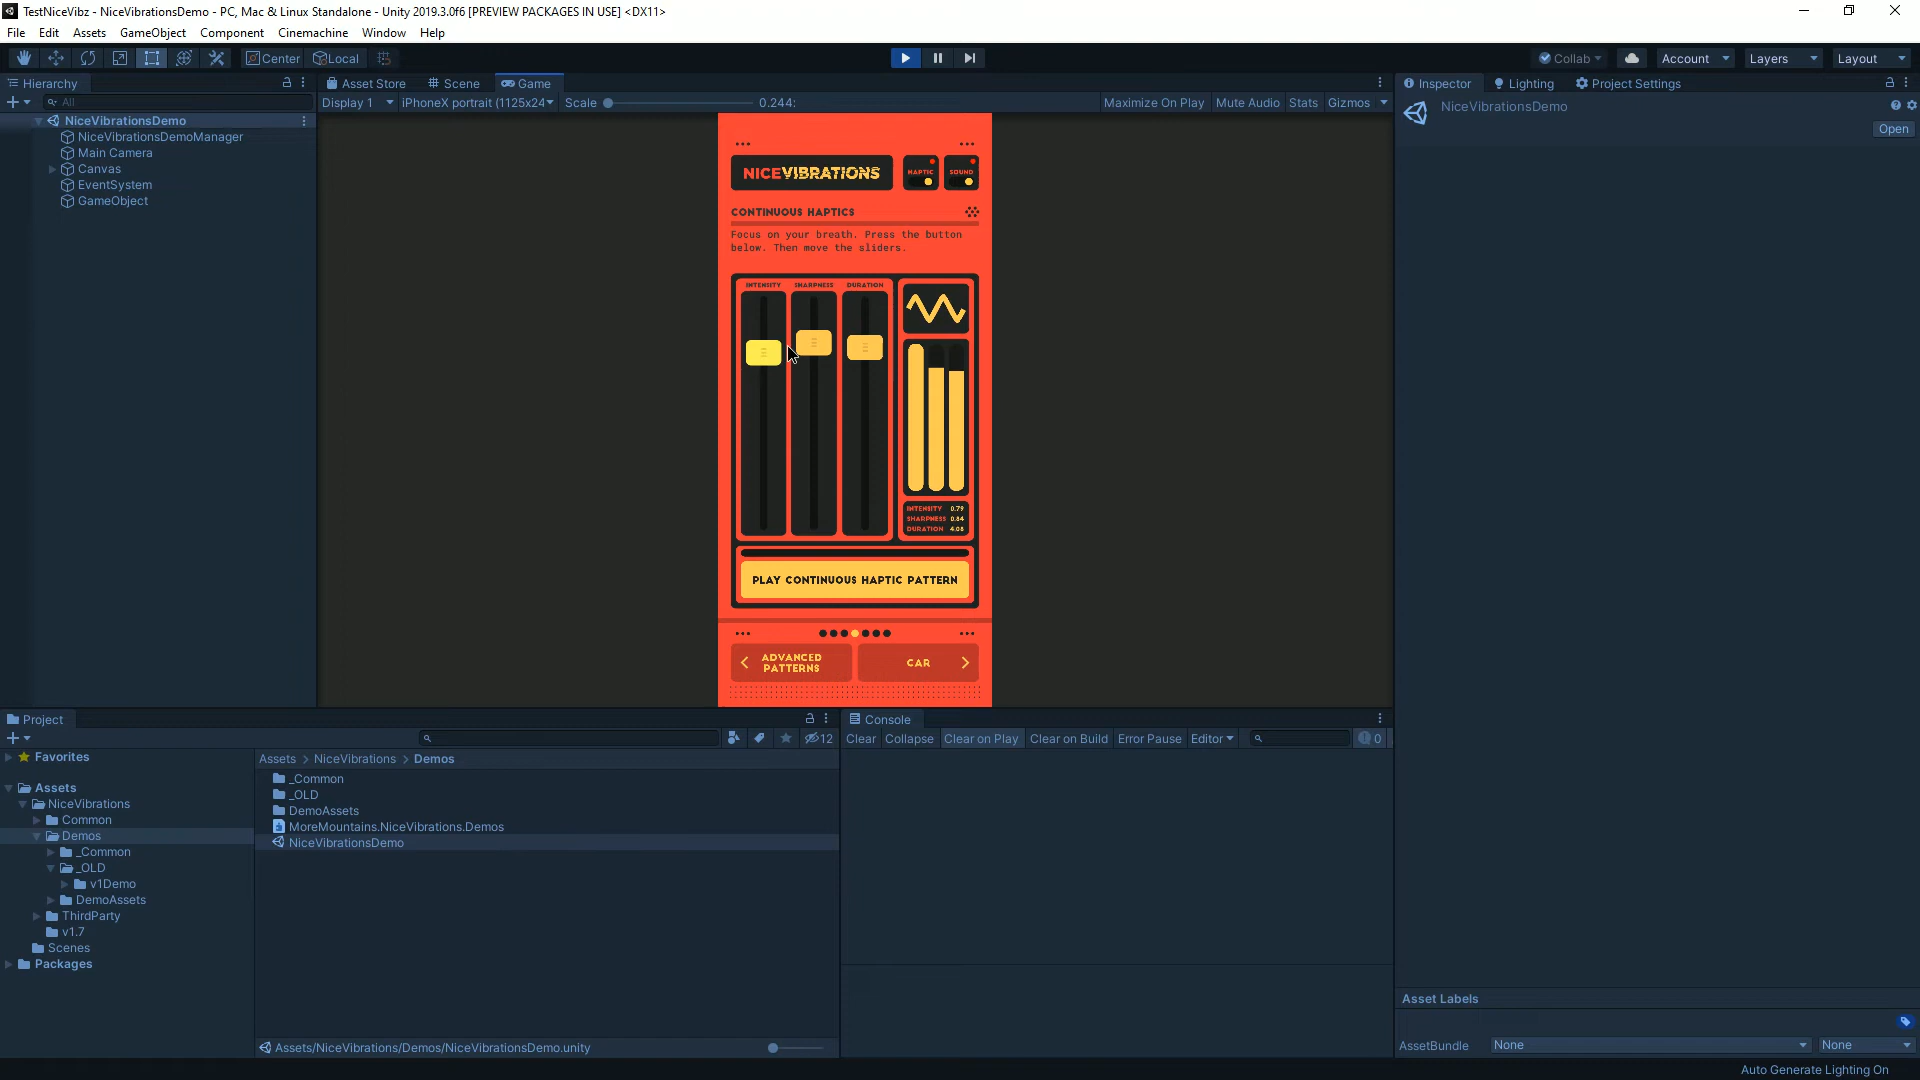 TestNiceVibz - NiceVibrationsDemo - PC, Mac & Linux Standalone - Unity 2019.3.0f6 [PREVIEW PACKAGES IN USE] <DX11>
File Edit Assets GameObject Component Cinemachine Window Help
Center Local Collab Account Layers Layout
Hierarchy
All
NiceVibrationsDemo
NiceVibrationsDemoManager
Main Camera
Canvas
EventSystem
GameObject
Asset Store Scene Game
Display 1 iPhoneX portrait (1125x24 Scale 0.244: Maximize On Play Mute Audio Stats Gizmos
NICEVIBRATIONS HAPTIC SOUND
CONTINUOUS HAPTICS
Focus on your breath. Press the button
below. Then move the sliders.
INTENSITY SHARPNESS DURATION
INTENSITY 0.79
SHARPNESS 0.84
DURATION 4.08
PLAY CONTINUOUS HAPTIC PATTERN
ADVANCED
PATTERNS
CAR
Inspector Lighting Project Settings
NiceVibrationsDemo
Open
Project
12
Favorites
Assets
NiceVibrations
Common
Demos
_Common
_OLD
v1Demo
DemoAssets
ThirdParty
v1.7
Scenes
Packages
Assets > NiceVibrations > Demos
_Common
_OLD
DemoAssets
MoreMountains.NiceVibrations.Demos
NiceVibrationsDemo
Assets/NiceVibrations/Demos/NiceVibrationsDemo.unity
Console
Clear Collapse Clear on Play Clear on Build Error Pause Editor 0
Asset Labels
AssetBundle None None
Auto Generate Lighting On